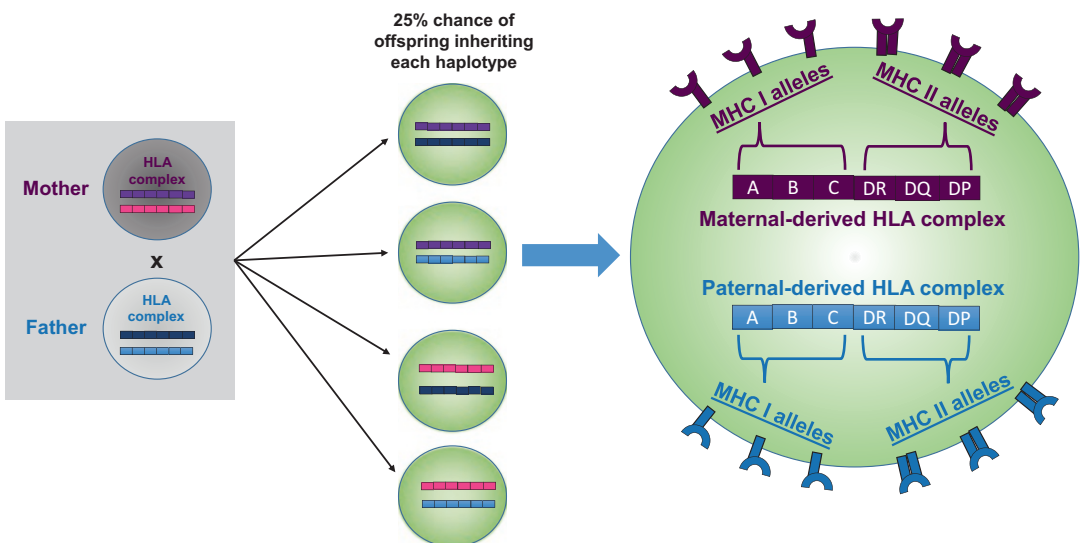 25% chance of
offspring inheriting
each haplotype
Mother
HLA
complex
x
Father
HLA
complex
MHC I alleles
MHC II alleles
A B C DR DQ DP
Maternal-derived HLA complex
Paternal-derived HLA complex
A B C DR DQ DP
MHC I alleles
MHC II alleles